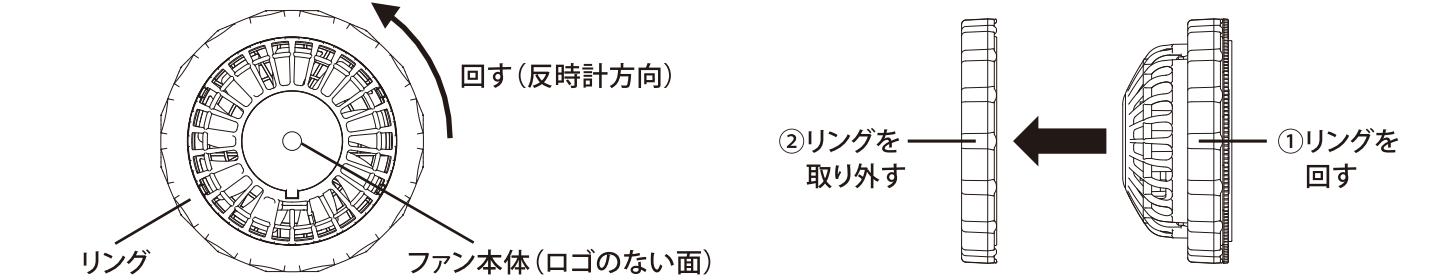 回す（反時計方向）
リング
ファン本体（ロゴのない面）
②リングを
取り外す
①リングを
回す